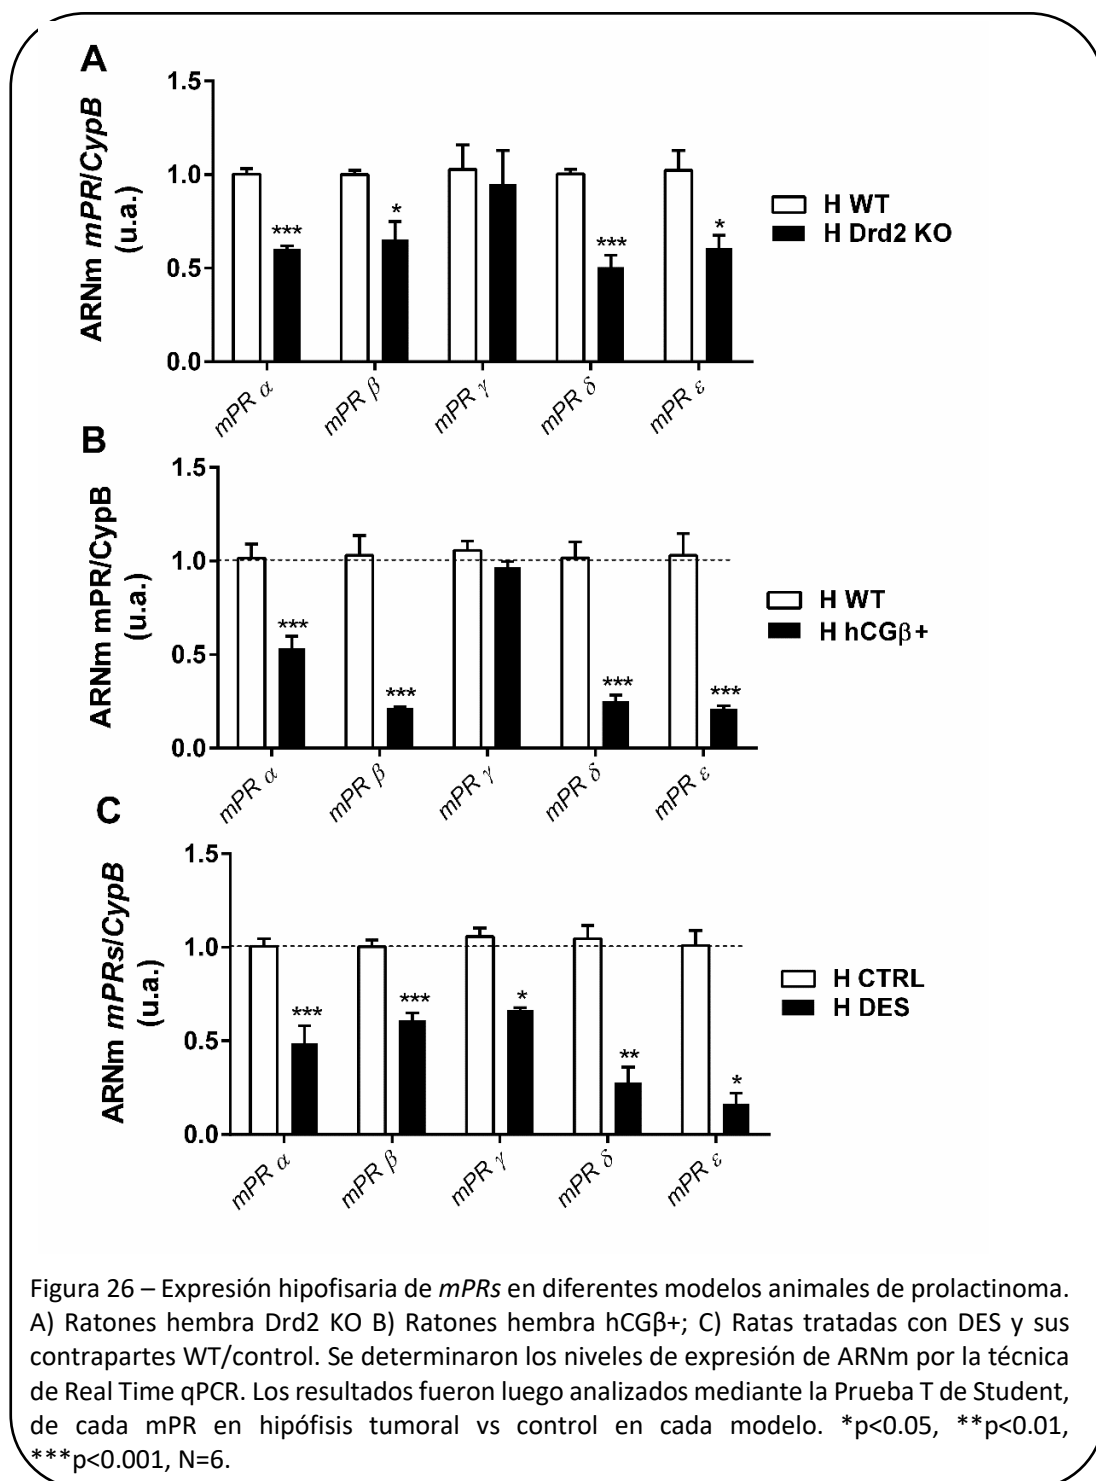 A
ARNm mPR/CypB
(u.a.)
1.5
1.0
0.5
0.0
***
*
***
*
mPR α
mPR β
mPR γ
mPR δ
mPR ε
H WT
H Drd2 KO
B
ARNm mPR/CypB
(u.a.)
1.5
1.0
0.5
0.0
***
***
***
***
mPR α
mPR β
mPR γ
mPR δ
mPR ε
H WT
H hCGβ+
C
ARNm mPRs/CypB
(u.a.)
1.5
1.0
0.5
0.0
***
***
*
**
*
mPR α
mPR β
mPR γ
mPR δ
mPR ε
H CTRL
H DES
Figura 26 – Expresión hipofisaria de mPRs en diferentes modelos animales de prolactinoma.
A) Ratones hembra Drd2 KO B) Ratones hembra hCGβ+; C) Ratas tratadas con DES y sus
contrapartes WT/control. Se determinaron los niveles de expresión de ARNm por la técnica
de Real Time qPCR. Los resultados fueron luego analizados mediante la Prueba T de Student,
de cada mPR en hipófisis tumoral vs control en cada modelo. *p<0.05, **p<0.01,
***p<0.001, N=6.